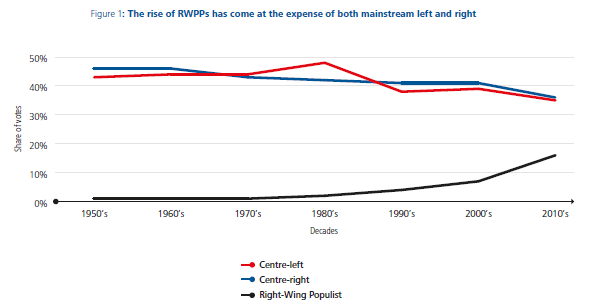 Figure 1: The rise of RWPPs has come at the expense of both mainstream left and right
50%
40%
30%
20%
10%
0%
Share of votes
1950's 1960's 1970's 1980's 1990's 2000's 2010's
Decades
Centre-left
Centre-right
Right-Wing Populist